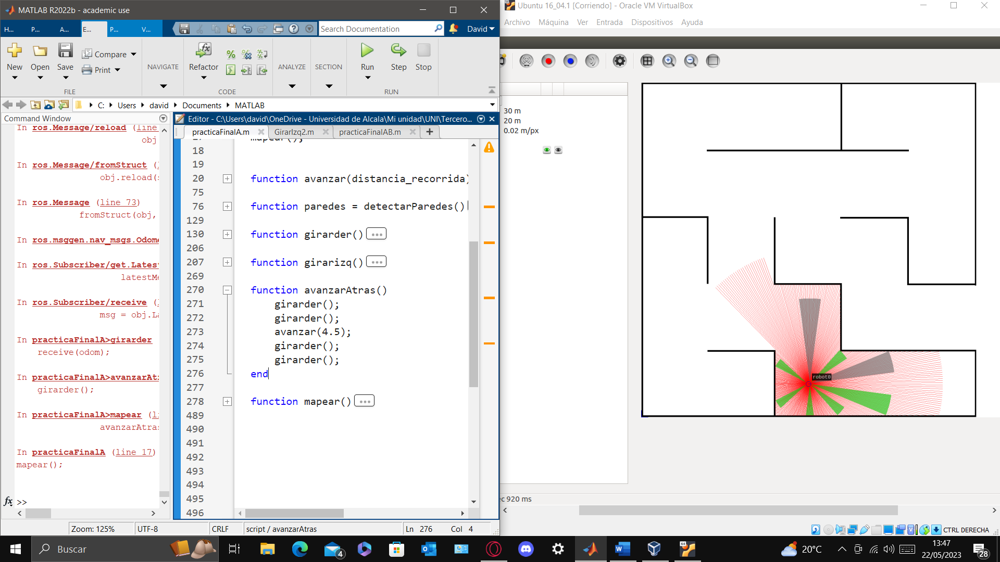 MATLAB R2022b - academic use
H...
P...
A...
E...
P...
V...
Search Documentation
David
New
Open
Save
Compare
Print
NAVIGATE
Refactor
ANALYZE
SECTION
Run
Step
Stop
FILE
CODE
RUN
C: Users david Documents MATLAB
Command Window
In ros.Message/reload (line
obj
In ros.Message/fromStruct (
obj.reload(
In ros.Message (line 73)
fromStruct(obj,
In ros.msggen.nav_msgs.Odome
In ros.Subscriber/get.Latest
latestMe
In ros.Subscriber/receive (
msg = obj.La
In practicaFinalA>girarder
receive(odom);
In practicaFinalA>avanzarAt
girarder();
In practicaFinalA>mapear (l
avanzarAtras
In practicaFinalA (line 17)
mapear();
fx >>
Editor - C:\Users\david\OneDrive - Universidad de Alcala\Mi unidad\UNI\Tercero...
practicaFinalA.m
GirarIzq2.m
practicaFinalAB.m
mapear();
18
19
20 function avanzar(distancia_recorrida)
75
76 function paredes = detectarParedes()
129
130 function girarder() ...
206
207 function girarizq() ...
269
270 function avanzarAtras()
271 girarder();
272 girarder();
273 avanzar(4.5);
274 girarder();
275 girarder();
276 end
277
278 function mapear() ...
489
490
491
492
493
494
495
496
Zoom: 125%
UTF-8
CRLF
script / avanzarAtras
Ln 276 Col 4
Ubuntu 16_04.1 [Corriendo] - Oracle VM VirtualBox
Archivo Máquina Ver Entrada Dispositivos Ayuda
30 m
20 m
0.02 m/px
robot0
c 920 ms
CTRL DERECHA
Buscar
4
64
20°C
13:47
22/05/2023
28